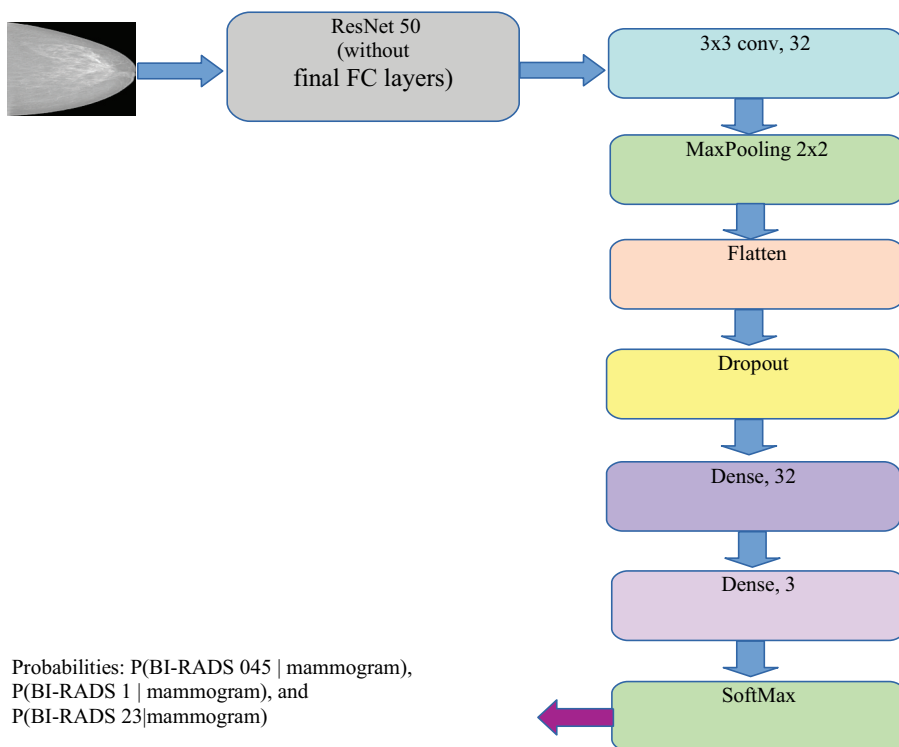 ResNet 50
(without
final FC layers)
3x3 conv, 32
MaxPooling 2x2
Flatten
Dropout
Dense, 32
Dense, 3
SoftMax
Probabilities: P(BI-RADS 045 | mammogram),
P(BI-RADS 1 | mammogram), and
P(BI-RADS 23|mammogram)